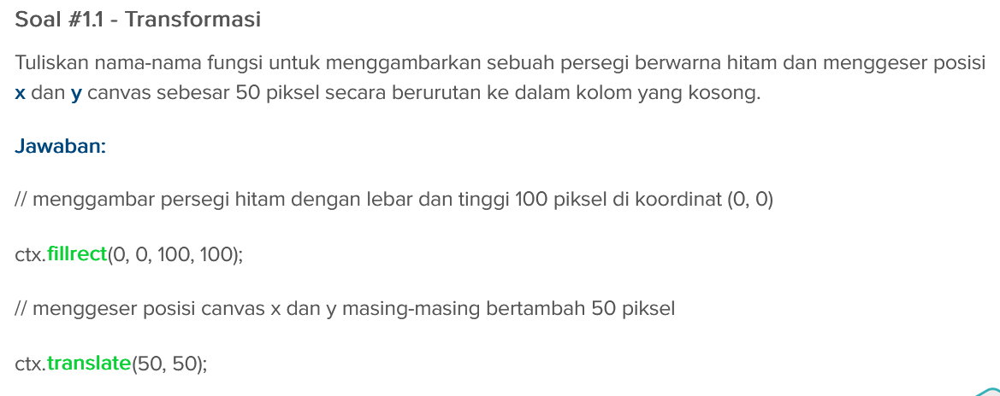 Soal #1.1 - Transformasi
Tuliskan nama-nama fungsi untuk menggambarkan sebuah persegi berwarna hitam dan menggeser posisi
x dan y canvas sebesar 50 piksel secara berurutan ke dalam kolom yang kosong.
Jawaban:
// menggambar persegi hitam dengan lebar dan tinggi 100 piksel di koordinat (0, 0)
ctx.fillrect(0, 0, 100, 100);
// menggeser posisi canvas x dan y masing-masing bertambah 50 piksel
ctx.translate(50, 50);